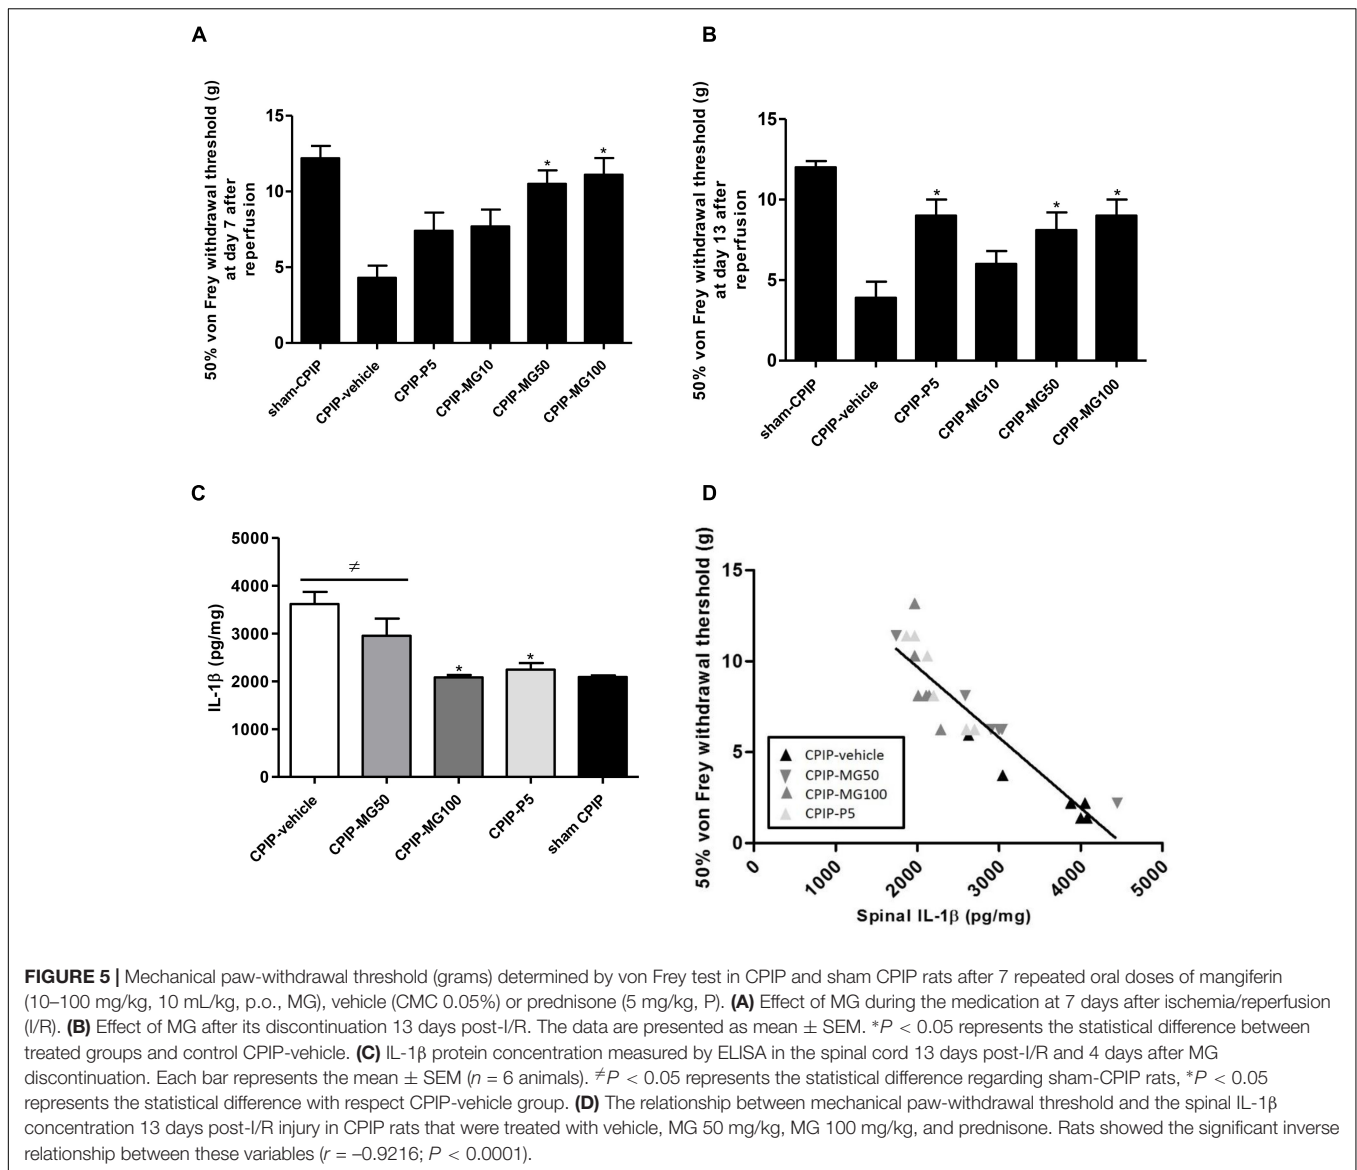 A
50% von Frey withdrawal threshold (g)
at day 7 after
reperfusion
15
10
5
0
sham-CPIP
CPIP-vehicle
CPIP-P5
CPIP-MG10
CPIP-MG50
CPIP-MG100
*
*
B
50% von Frey withdrawal threshold (g)
at day 13 after
reperfusion
15
10
5
0
sham-CPIP
CPIP-vehicle
CPIP-P5
CPIP-MG10
CPIP-MG50
CPIP-MG100
*
*
*
C
IL-1β (pg/mg)
5000
4000
3000
2000
1000
0
≠
*
*
CPIP-vehicle
CPIP-MG50
CPIP-MG100
CPIP-P5
sham CPIP
D
50% von Frey withdrawal thershold (g)
15
10
5
0
CPIP-vehicle
CPIP-MG50
CPIP-MG100
CPIP-P5
0
1000
2000
3000
4000
5000
Spinal IL-1β (pg/mg)
FIGURE 5 | Mechanical paw-withdrawal threshold (grams) determined by von Frey test in CPIP and sham CPIP rats after 7 repeated oral doses of mangiferin
(10–100 mg/kg, 10 mL/kg, p.o., MG), vehicle (CMC 0.05%) or prednisone (5 mg/kg, P). (A) Effect of MG during the medication at 7 days after ischemia/reperfusion
(I/R). (B) Effect of MG after its discontinuation 13 days post-I/R. The data are presented as mean ± SEM. *P < 0.05 represents the statistical difference between
treated groups and control CPIP-vehicle. (C) IL-1β protein concentration measured by ELISA in the spinal cord 13 days post-I/R and 4 days after MG
discontinuation. Each bar represents the mean ± SEM (n = 6 animals). ≠P < 0.05 represents the statistical difference regarding sham-CPIP rats, *P < 0.05
represents the statistical difference with respect CPIP-vehicle group. (D) The relationship between mechanical paw-withdrawal threshold and the spinal IL-1β
concentration 13 days post-I/R injury in CPIP rats that were treated with vehicle, MG 50 mg/kg, MG 100 mg/kg, and prednisone. Rats showed the significant inverse
relationship between these variables (r = –0.9216; P < 0.0001).